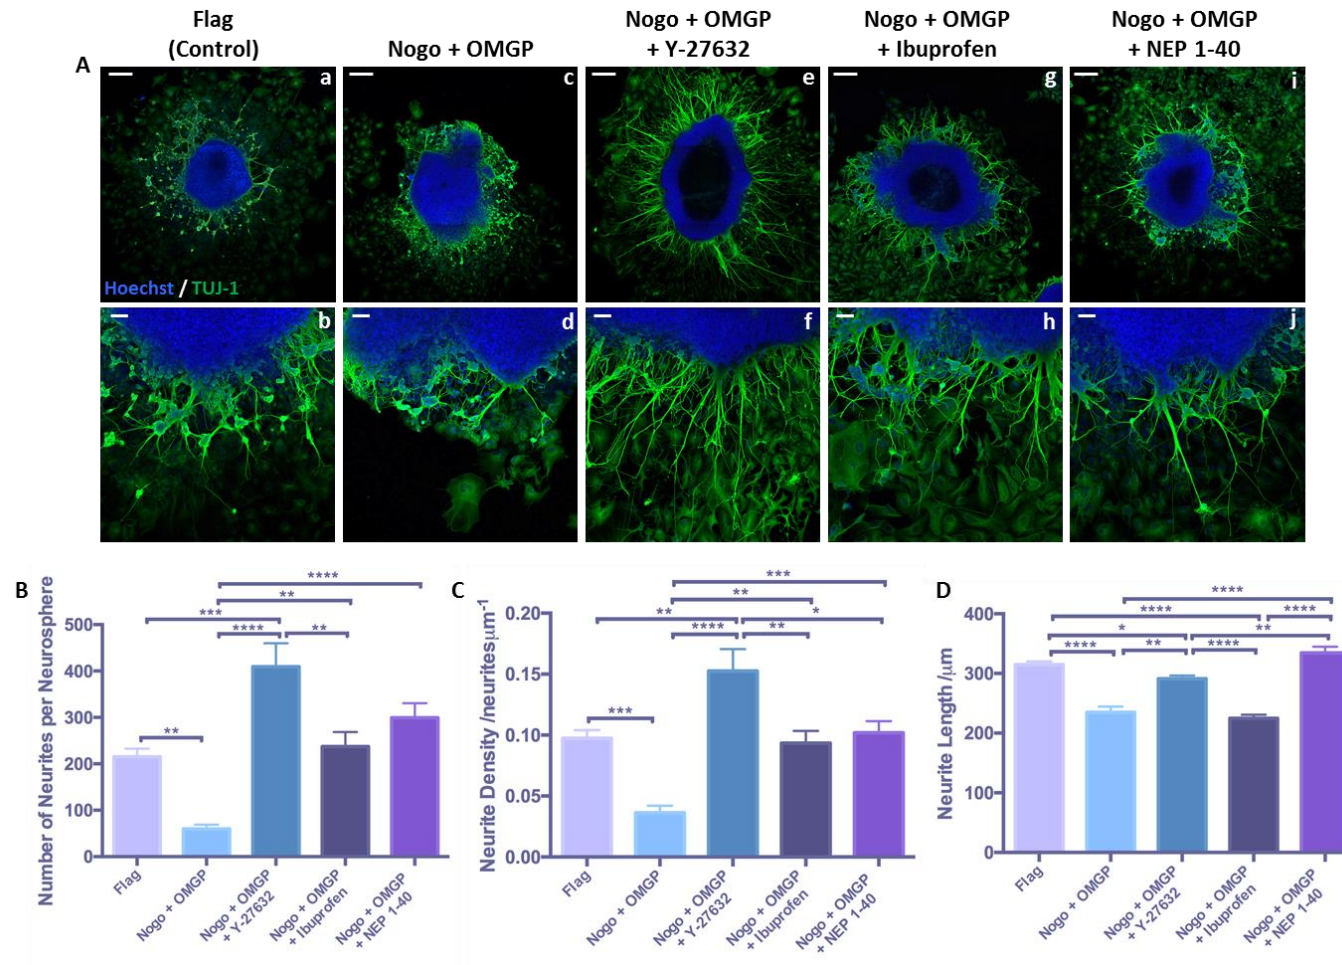 Flag
(Control)
Nogo + OMGP
Nogo + OMGP
+ Y-27632
Nogo + OMGP
+ Ibuprofen
Nogo + OMGP
+ NEP 1-40
A
a
c
e
g
i
Hoechst / TUJ-1
b
d
f
h
j
B
Number of Neurites per Neurosphere
500
400
300
200
100
0
****
**
***
****
**
**
Flag
Nogo + OMGP
Nogo + OMGP
+ Y-27632
Nogo + OMGP
+ Ibuprofen
Nogo + OMGP
+ NEP 1-40
C
Neurite Density /neuritesμm-1
0.20
0.15
0.10
0.05
0.00
***
**
**
*
****
**
***
Flag
Nogo + OMGP
Nogo + OMGP
+ Y-27632
Nogo + OMGP
+ Ibuprofen
Nogo + OMGP
+ NEP 1-40
D
Neurite Length /μm
400
300
200
100
0
****
****
****
*
**
****
**
****
Flag
Nogo + OMGP
Nogo + OMGP
+ Y-27632
Nogo + OMGP
+ Ibuprofen
Nogo + OMGP
+ NEP 1-40